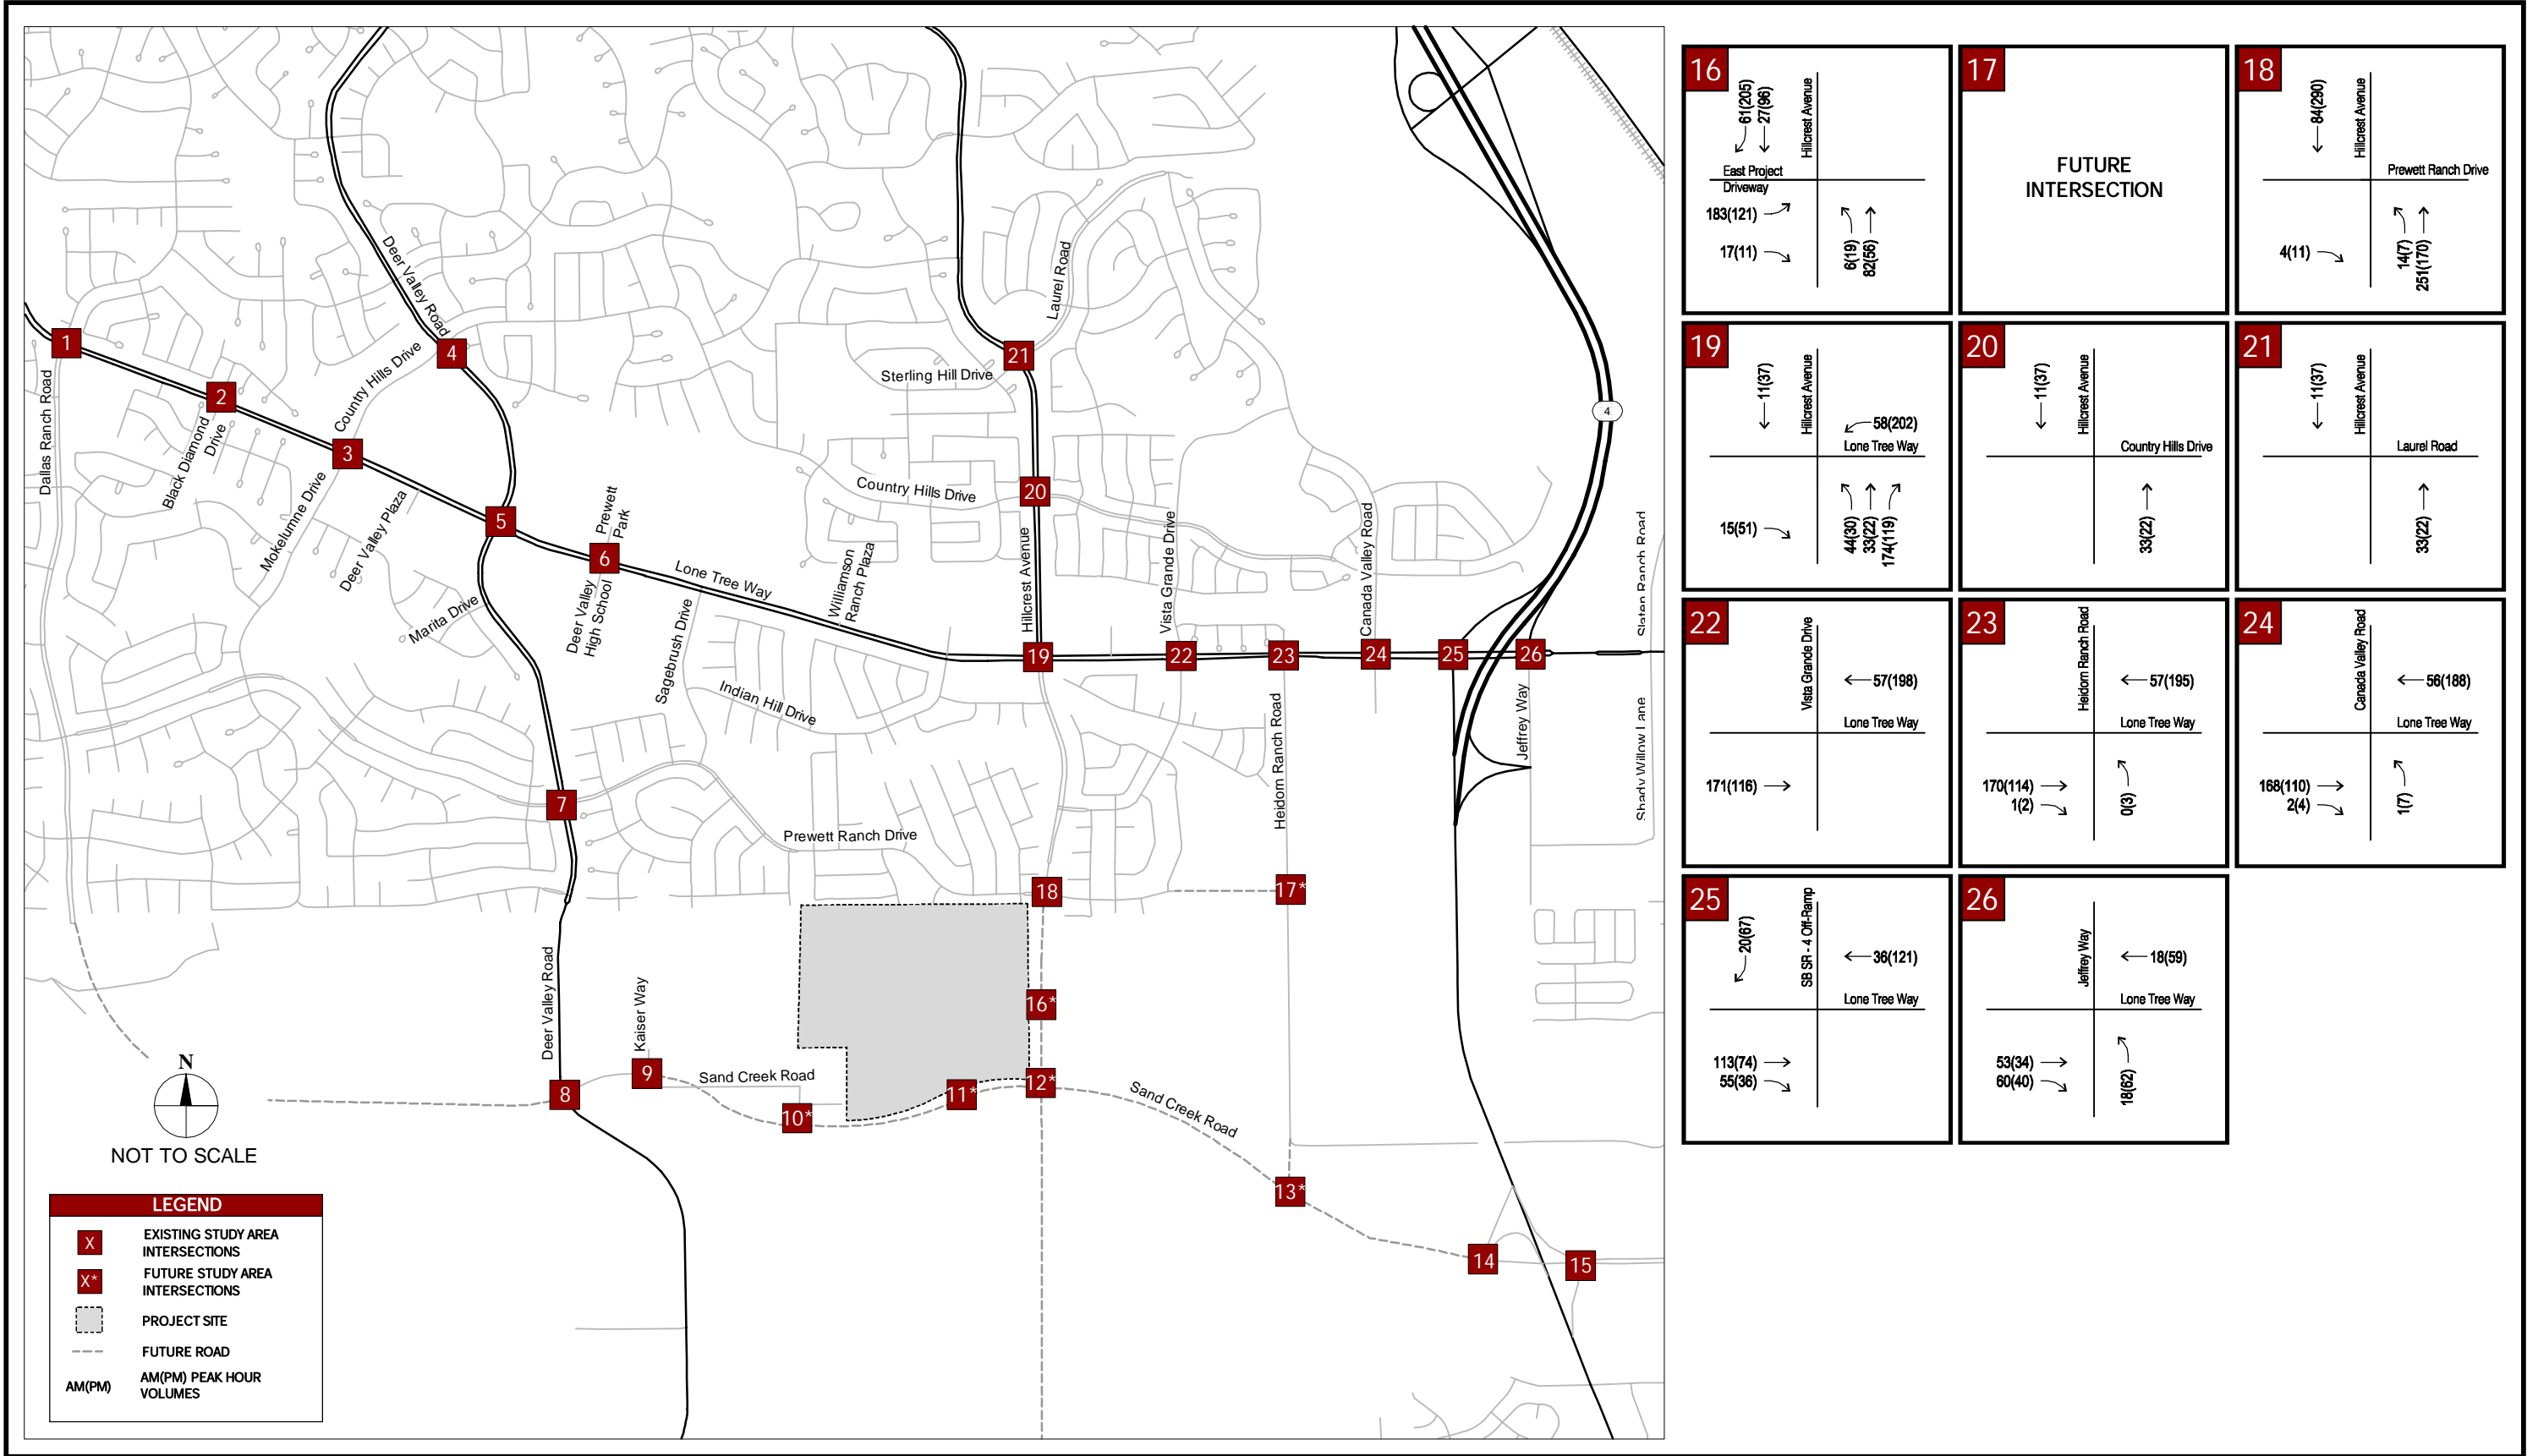 Deer Valley Road
Laurel Road
1
2
3
4
21
Country Hills Drive
Sterling Hill Drive
4
Dallas Ranch Road
Black Diamond
Drive
Mokelumne Drive
Deer Valley Plaza
5
6
Prewett
Park
Country Hills Drive
20
Marita Drive
Deer Valley
High School
Lone Tree Way
Williamson
Ranch Plaza
Hillcrest Avenue
Vista Grande Drive
Canada Valley Road
Slaten Ranch Road
Sagebrush Drive
Indian Hill Drive
19
22
23
24
25
26
Heidorn Ranch Road
Jeffrey Way
Shady Willow Lane
7
Prewett Ranch Drive
18
17*
Deer Valley Road
Kaiser Way
16*
8
9
Sand Creek Road
10*
11*
12*
Sand Creek Road
13*
14
15
N
NOT TO SCALE
LEGEND
X
EXISTING STUDY AREA
INTERSECTIONS
X*
FUTURE STUDY AREA
INTERSECTIONS
PROJECT SITE
FUTURE ROAD
AM(PM)
AM(PM) PEAK HOUR
VOLUMES
16
61(205)
27(96)
Hillcrest Avenue
East Project
Driveway
183(121)
17(11)
6(19)
82(56)
17
FUTURE
INTERSECTION
18
84(290)
Hillcrest Avenue
Prewett Ranch Drive
4(11)
14(7)
251(170)
19
11(37)
Hillcrest Avenue
58(202)
Lone Tree Way
15(51)
44(30)
33(22)
174(119)
20
11(37)
Hillcrest Avenue
Country Hills Drive
33(22)
21
11(37)
Hillcrest Avenue
Laurel Road
33(22)
22
Vista Grande Drive
57(198)
Lone Tree Way
171(116)
23
Heidorn Ranch Road
57(195)
Lone Tree Way
170(114)
1(2)
0(3)
24
Canada Valley Road
56(188)
Lone Tree Way
168(110)
2(4)
1(7)
25
20(67)
SB SR - 4 Off-Ramp
36(121)
Lone Tree Way
113(74)
55(36)
26
Jeffrey Way
18(59)
Lone Tree Way
53(34)
60(40)
18(62)